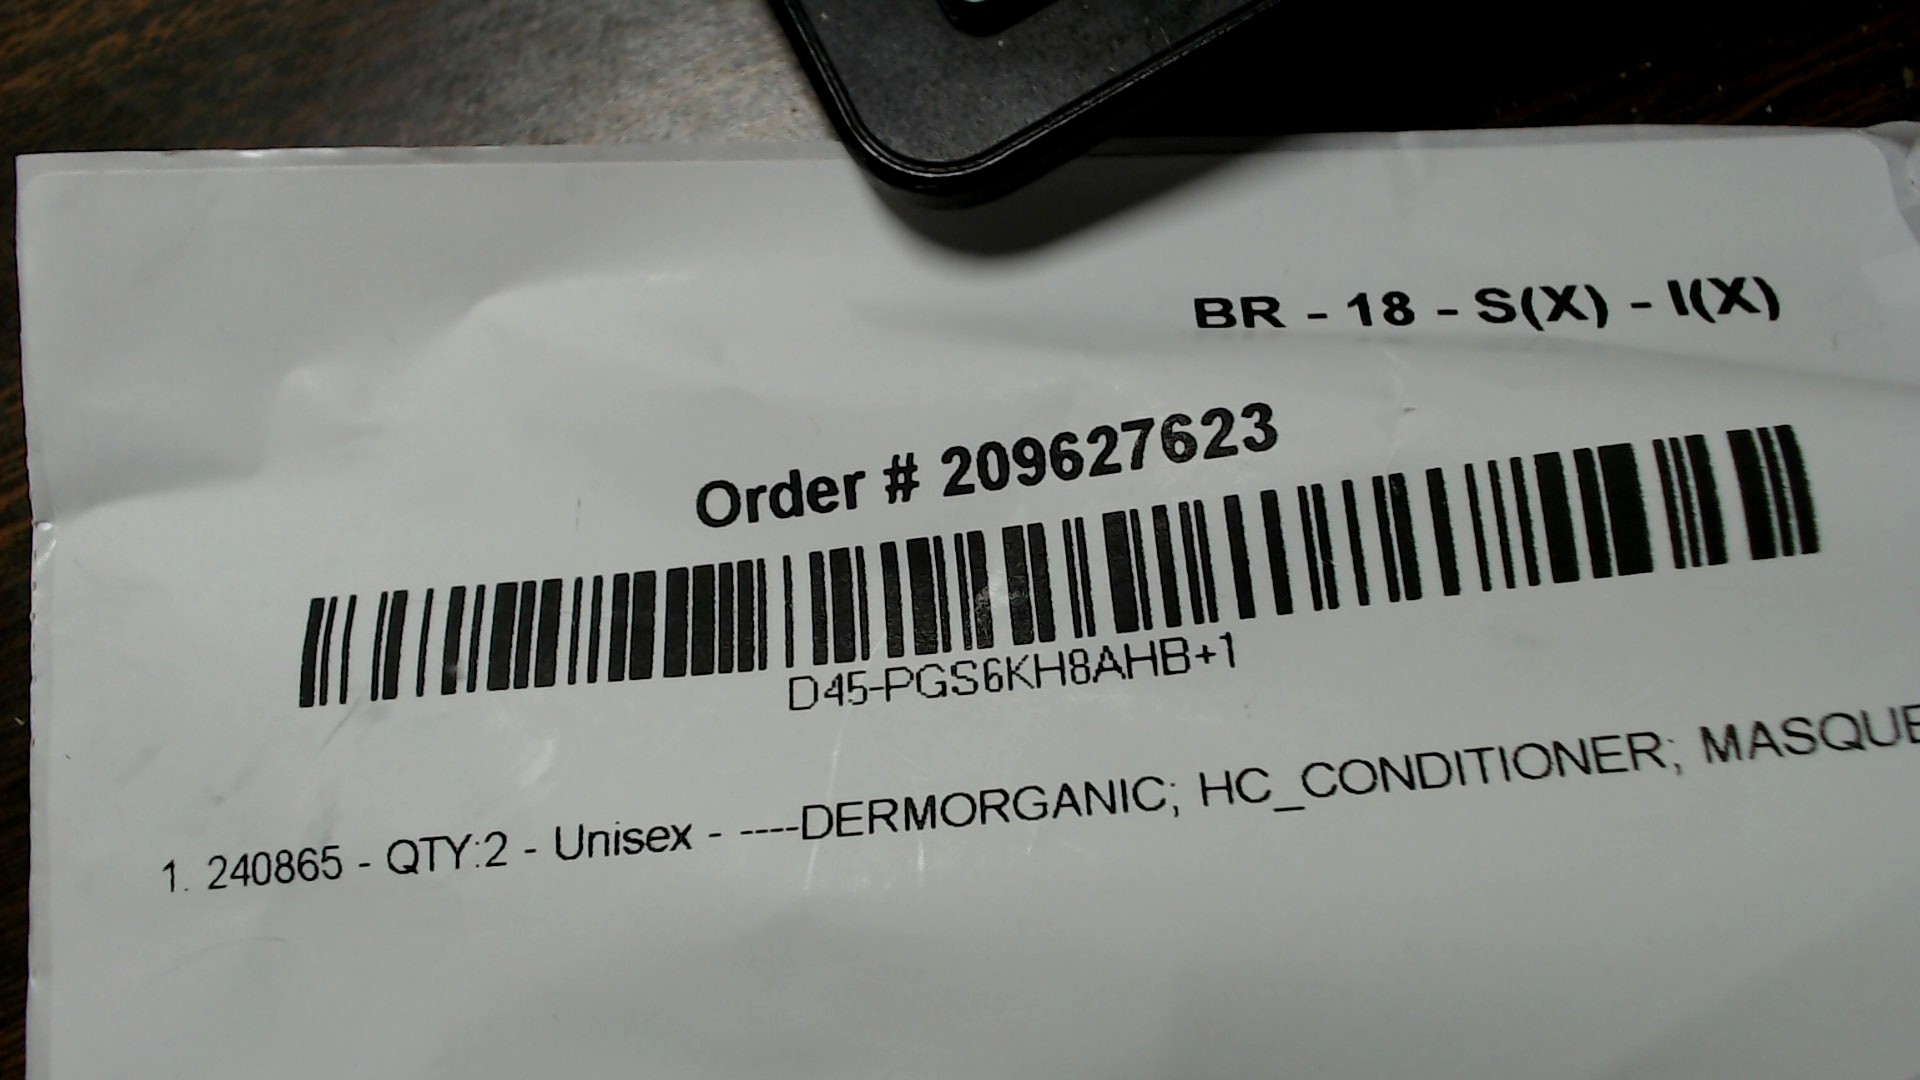 BR - 18 - S(X) - I(X)
Order # 209627623
D45-PGS6KH8AHB+1
1. 240865 - QTY:2 - Unisex - ----DERMORGANIC; HC_CONDITIONER; MASQUE